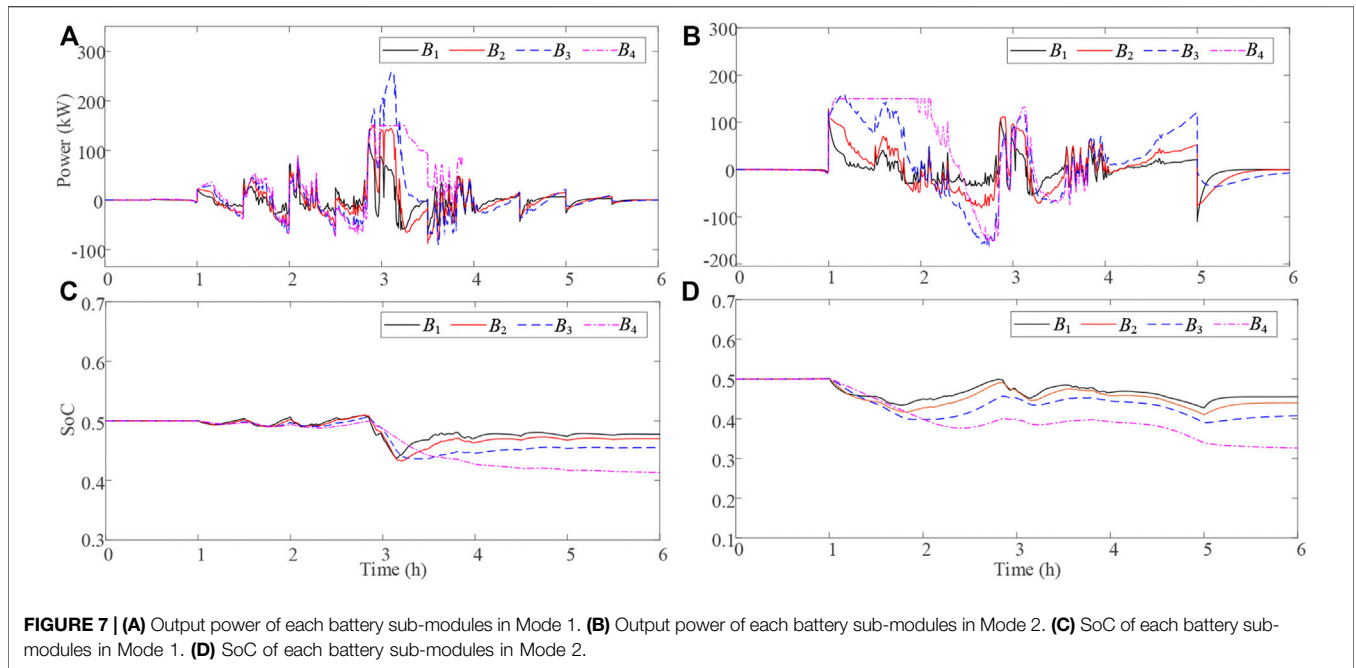 A
B
B1 B2 B3 B4
B1 B2 B3 B4
Power (kW)
300
200
100
0
-100
0 1 2 3 4 5 6
300
200
100
0
-100
-200
0 1 2 3 4 5 6
C
D
B1 B2 B3 B4
B1 B2 B3 B4
SoC
0.7
0.6
0.5
0.4
0.3
0 1 2 3 4 5 6
Time (h)
0.7
0.6
0.5
0.4
0.3
0.2
0.1
0 1 2 3 4 5 6
Time (h)
FIGURE 7 | (A) Output power of each battery sub-modules in Mode 1. (B) Output power of each battery sub-modules in Mode 2. (C) SoC of each battery sub-
modules in Mode 1. (D) SoC of each battery sub-modules in Mode 2.